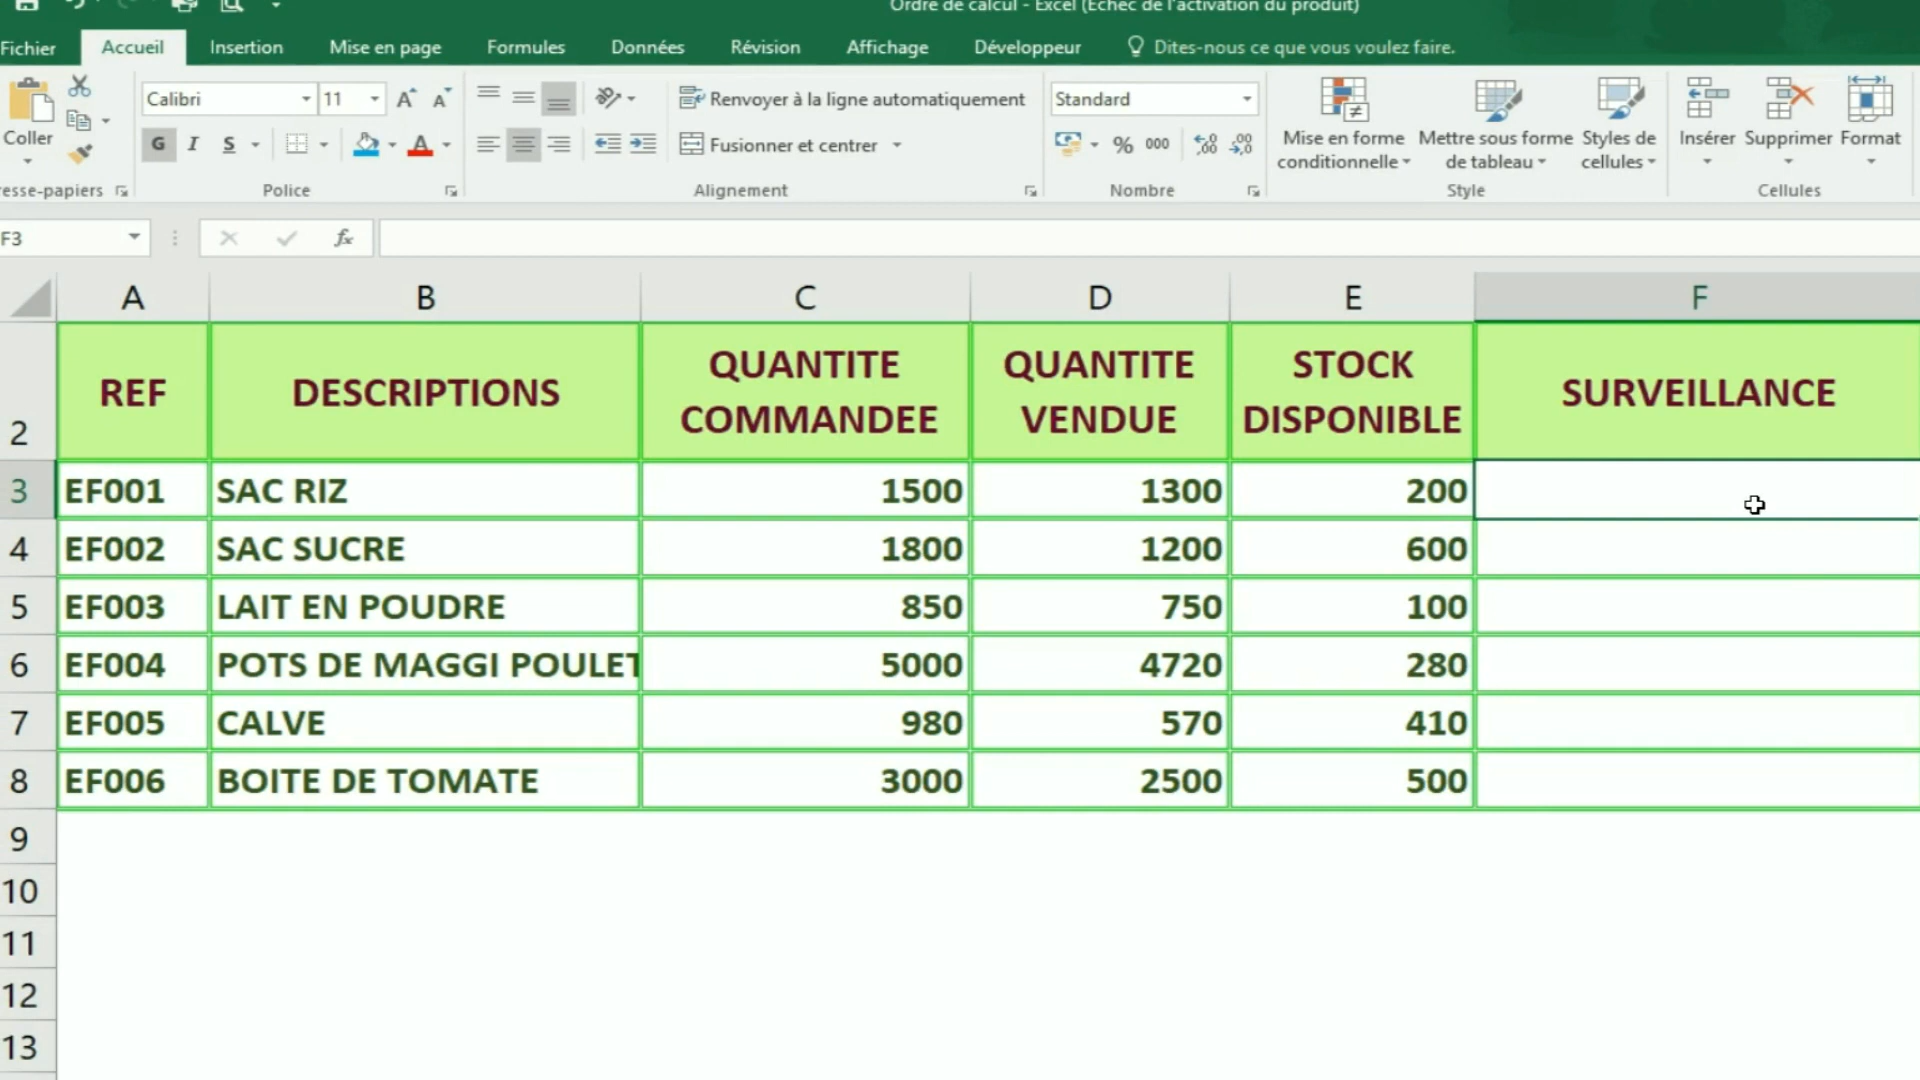 Ordre de calcul - Excel (Échec de l'activation du produit)
Fichier Accueil Insertion Mise en page Formules Données Révision Affichage Développeur Dites-nous ce que vous voulez faire.
Calibri 11 Renvoyer à la ligne automatiquement Standard
Coller G I S A Fusionner et centrer % 000 Mise en forme conditionnelle Mettre sous forme de tableau Styles de cellules Insérer Supprimer Format
esse-papiers Police Alignement Nombre Style Cellules
F3 fx
A B C D E F
2 REF DESCRIPTIONS QUANTITE COMMANDEE QUANTITE VENDUE STOCK DISPONIBLE SURVEILLANCE
3 EF001 SAC RIZ 1500 1300 200
4 EF002 SAC SUCRE 1800 1200 600
5 EF003 LAIT EN POUDRE 850 750 100
6 EF004 POTS DE MAGGI POULET 5000 4720 280
7 EF005 CALVE 980 570 410
8 EF006 BOITE DE TOMATE 3000 2500 500
9
10
11
12
13